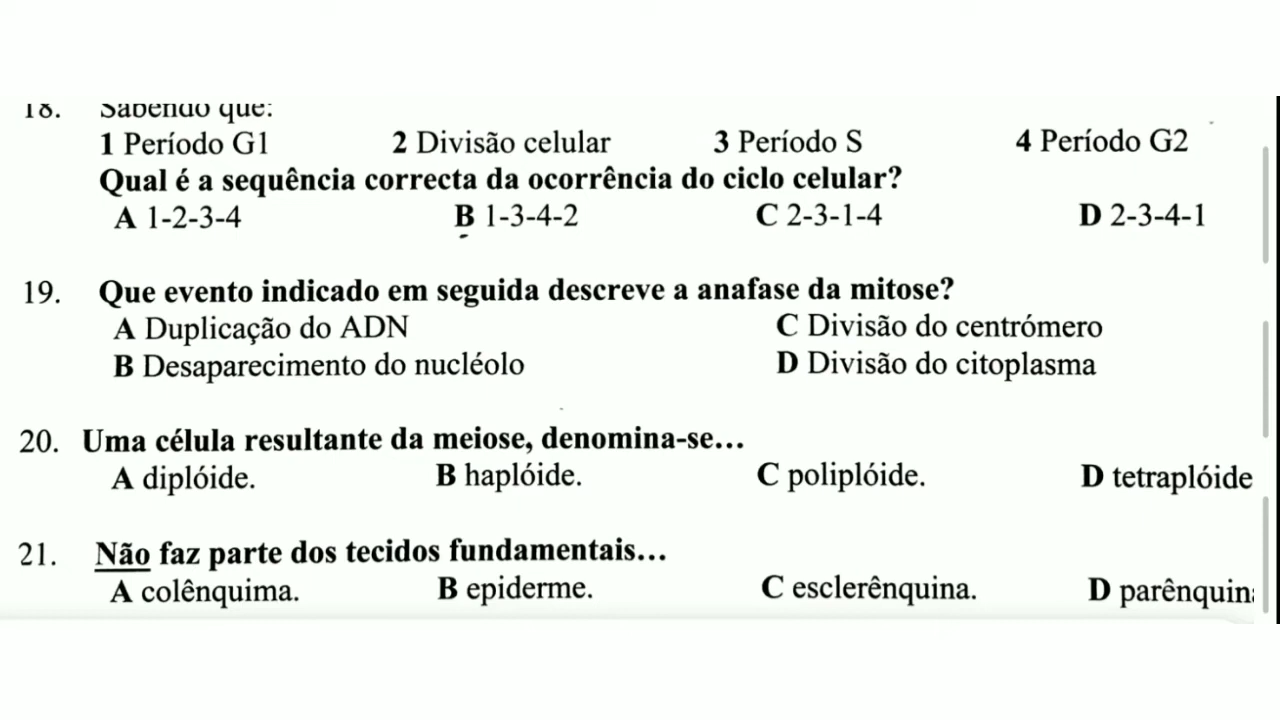 18. Sabendo que:
1 Período G1 2 Divisão celular 3 Período S 4 Período G2
Qual é a sequência correcta da ocorrência do ciclo celular?
A 1-2-3-4 B 1-3-4-2 C 2-3-1-4 D 2-3-4-1
19. Que evento indicado em seguida descreve a anafase da mitose?
A Duplicação do ADN C Divisão do centrómero
B Desaparecimento do nucléolo D Divisão do citoplasma
20. Uma célula resultante da meiose, denomina-se...
A diplóide. B haplóide. C poliplóide. D tetraplóide
21. Não faz parte dos tecidos fundamentais...
A colênquima. B epiderme. C esclerênquina. D parênquin